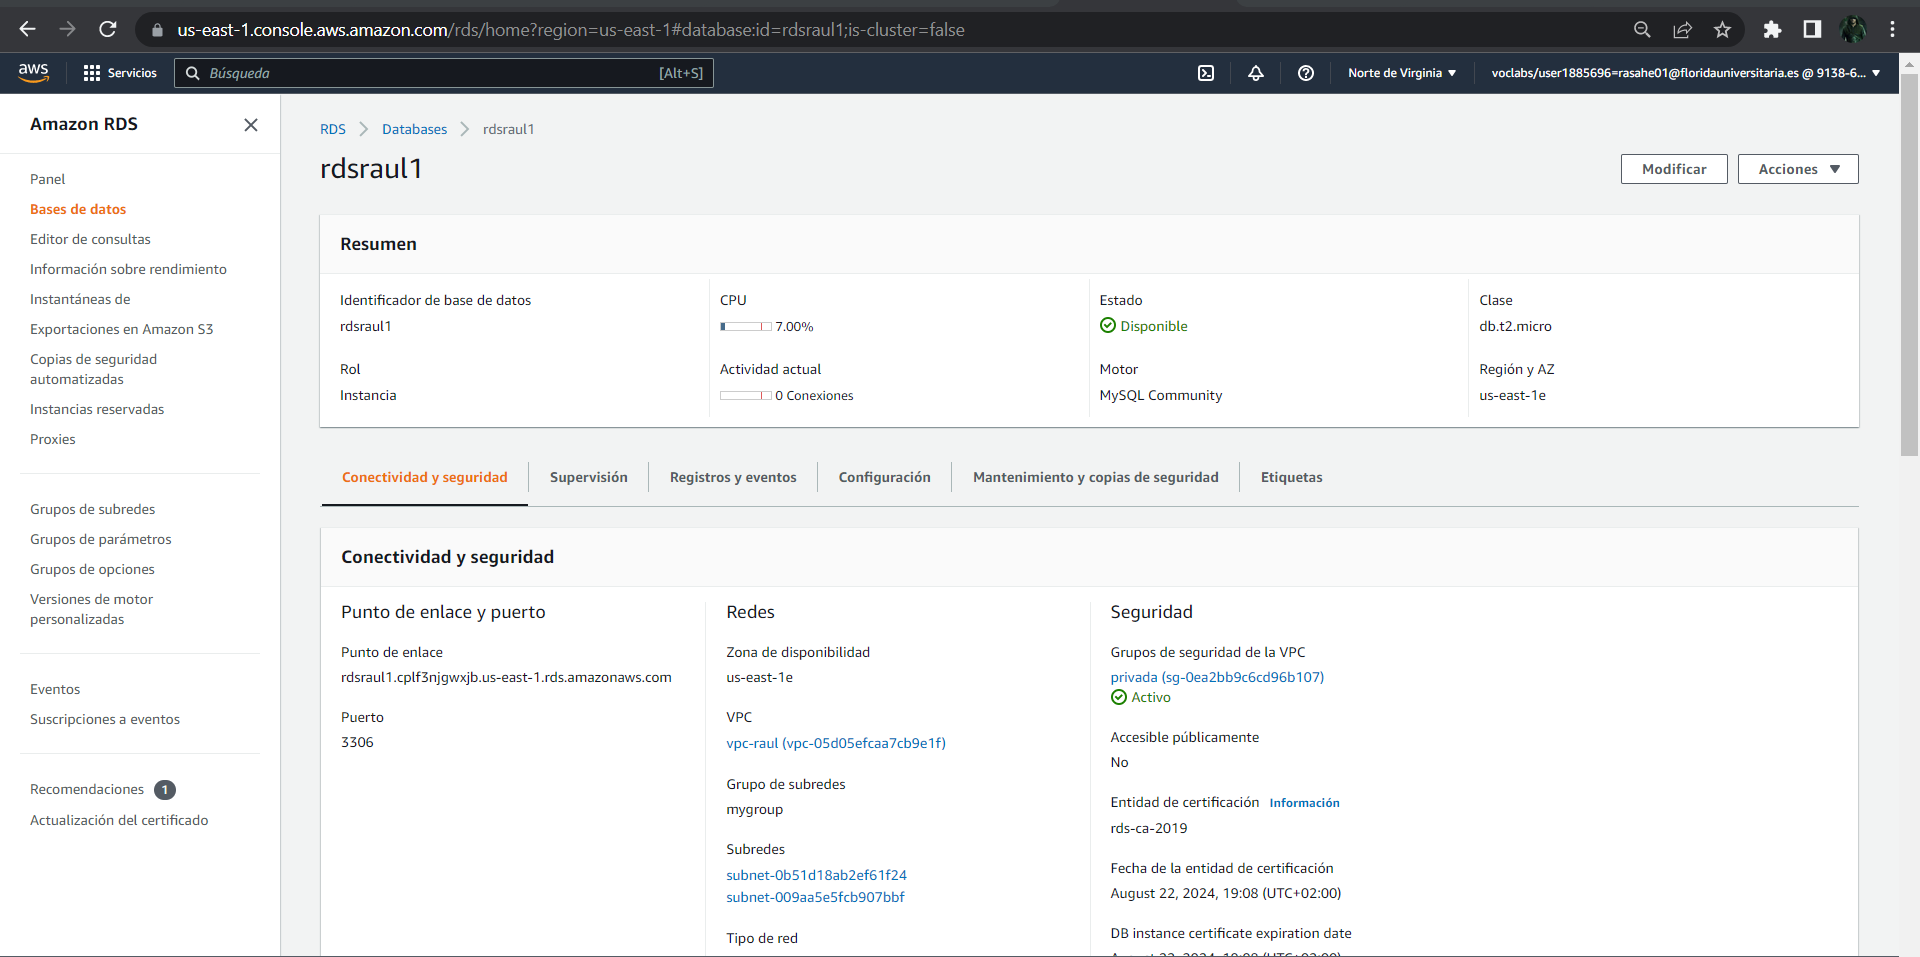 us-east-1.console.aws.amazon.com/rds/home?region=us-east-1#database:id=rdsraul1;is-cluster=false
aws
Servicios
Búsqueda
[Alt+S]
Norte de Virginia
voclabs/user1885696=rasahe01@floridauniversitaria.es @ 9138-6...
Amazon RDS
Panel
Bases de datos
Editor de consultas
Información sobre rendimiento
Instantáneas de
Exportaciones en Amazon S3
Copias de seguridad
automatizadas
Instancias reservadas
Proxies
Grupos de subredes
Grupos de parámetros
Grupos de opciones
Versiones de motor
personalizadas
Eventos
Suscripciones a eventos
Recomendaciones 1
Actualización del certificado
RDS
Databases
rdsraul1
rdsraul1
Modificar
Acciones
Resumen
Identificador de base de datos
rdsraul1
CPU
7.00%
Estado
Disponible
Clase
db.t2.micro
Rol
Instancia
Actividad actual
0 Conexiones
Motor
MySQL Community
Región y AZ
us-east-1e
Conectividad y seguridad
Supervisión
Registros y eventos
Configuración
Mantenimiento y copias de seguridad
Etiquetas
Conectividad y seguridad
Punto de enlace y puerto
Punto de enlace
rdsraul1.cplf3njgwxjb.us-east-1.rds.amazonaws.com
Puerto
3306
Redes
Zona de disponibilidad
us-east-1e
VPC
vpc-raul (vpc-05d05efcaa7cb9e1f)
Grupo de subredes
mygroup
Subredes
subnet-0b51d18ab2ef61f24
subnet-009aa5e5fcb907bbf
Tipo de red
Seguridad
Grupos de seguridad de la VPC
privada (sg-0ea2bb9c6cd96b107)
Activo
Accesible públicamente
No
Entidad de certificación Información
rds-ca-2019
Fecha de la entidad de certificación
August 22, 2024, 19:08 (UTC+02:00)
DB instance certificate expiration date